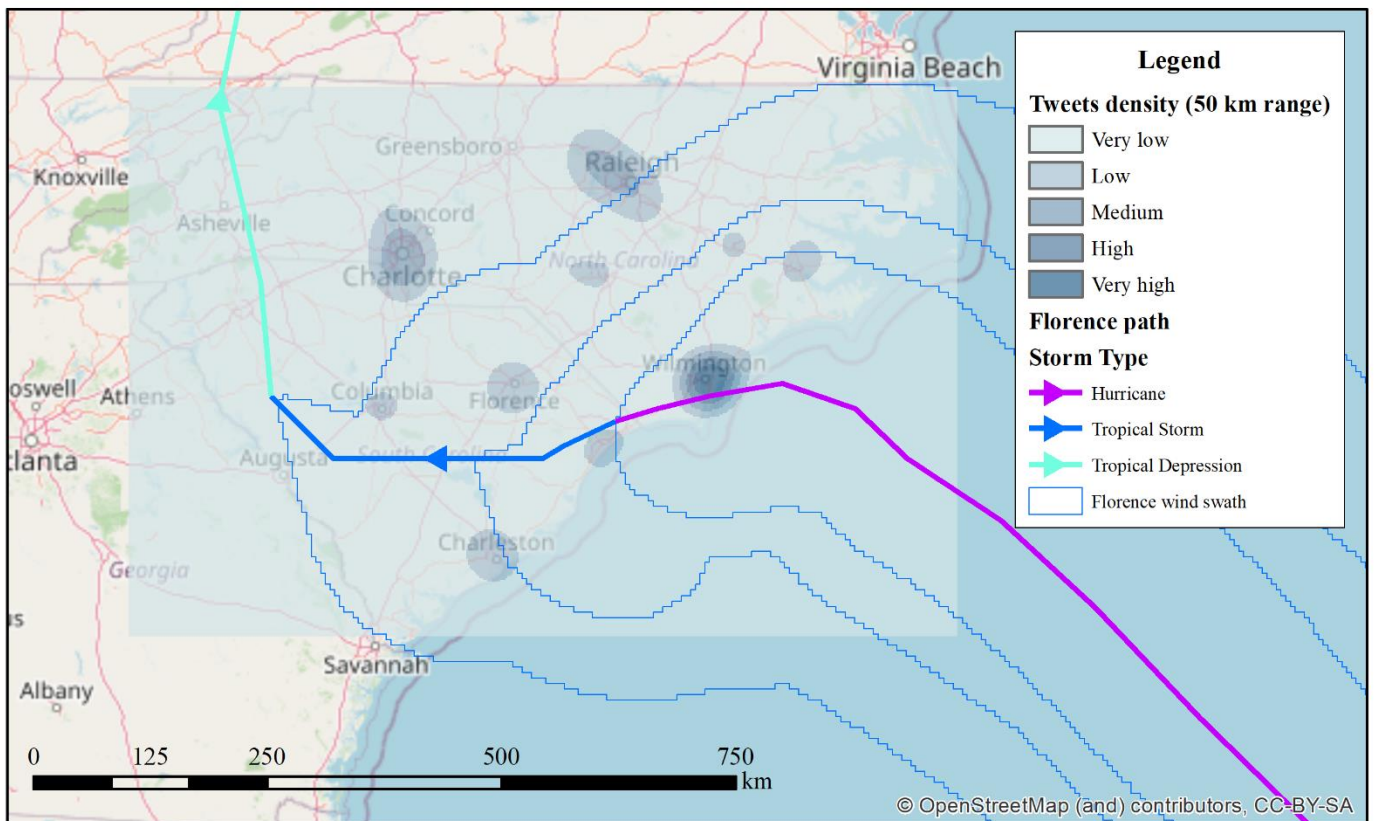 Virginia Beach
Greensboro
Raleigh
Knoxville
Asheville
Concord
Charlotte
North Carolina
Wilmington
oswell
Athens
Columbia
Florence
tlanta
Augusta
South Carolina
Charleston
Georgia
us
Savannah
Albany
Legend
Tweets density (50 km range)
Very low
Low
Medium
High
Very high
Florence path
Storm Type
Hurricane
Tropical Storm
Tropical Depression
Florence wind swath
0 125 250 500 750
km
© OpenStreetMap (and) contributors, CC-BY-SA